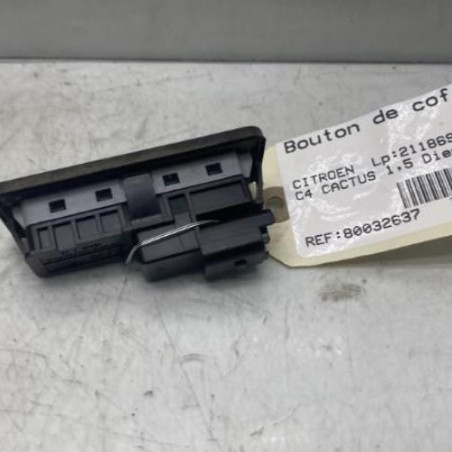 Bouton de cof
CITROEN Lp:21186
C4 CACTUS 1,5 Die
REF:80032637